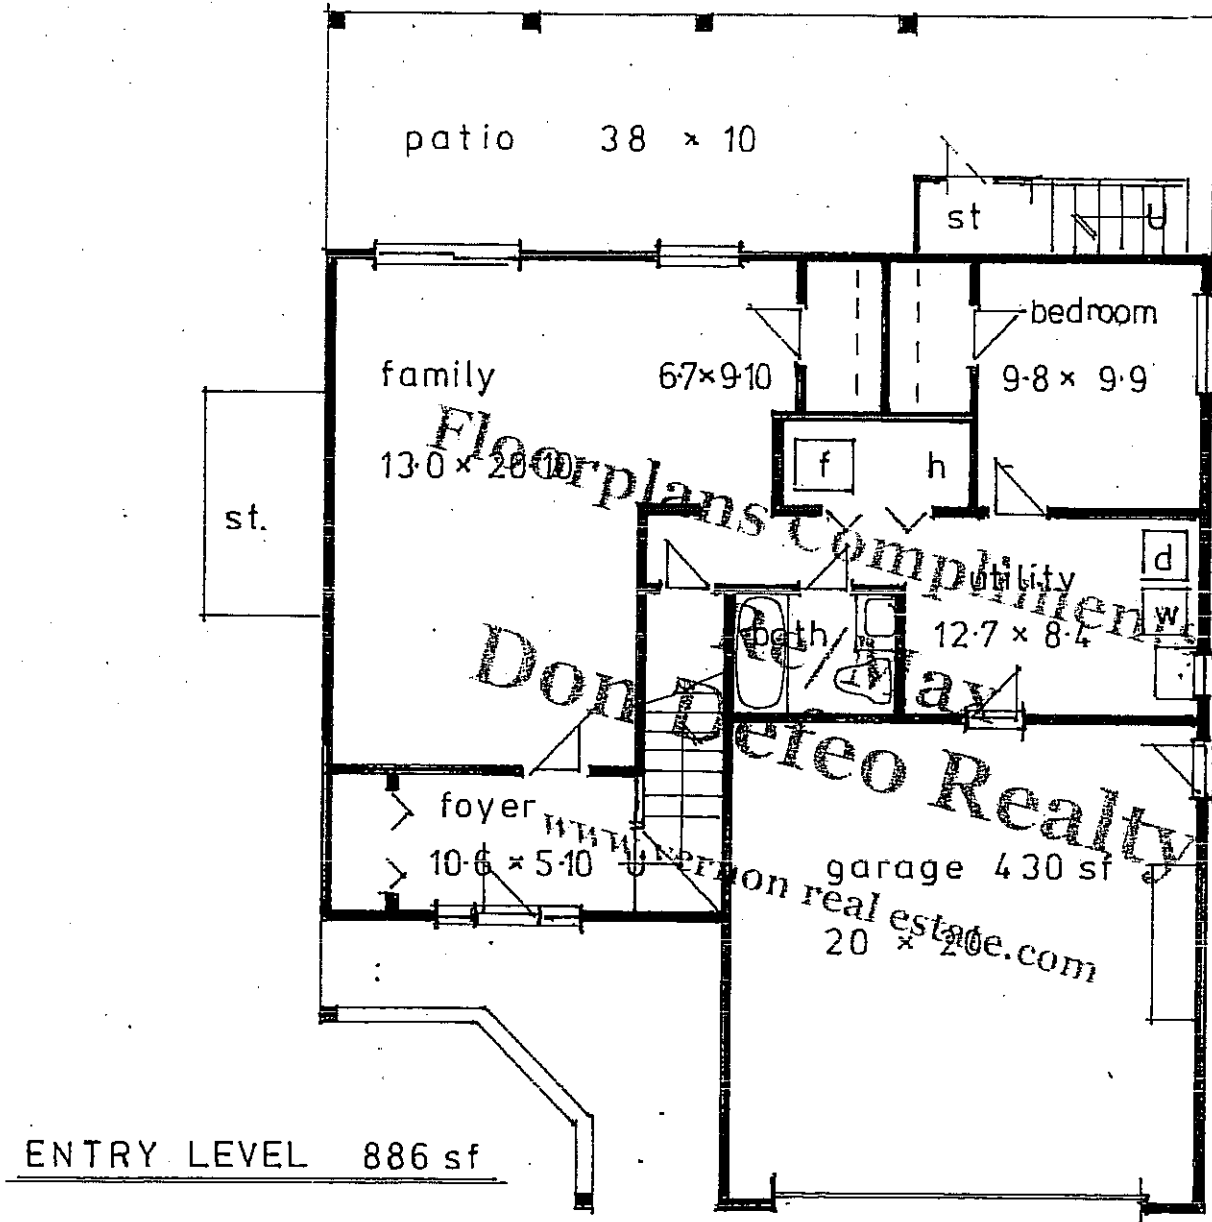 patio 38 × 10
st U
bedroom
family 6·7×9·10 9·8 × 9·9
13·0 × 20·10 f h
st.
d
utility
w
bath 12·7 × 8·4
foyer
10·6 × 5·10 U garage 430 sf
20 × 20
ENTRY LEVEL 886 sf
Floorplans Compliment
Re/Max
Don Defeo Realty
www.vernon real estate.com